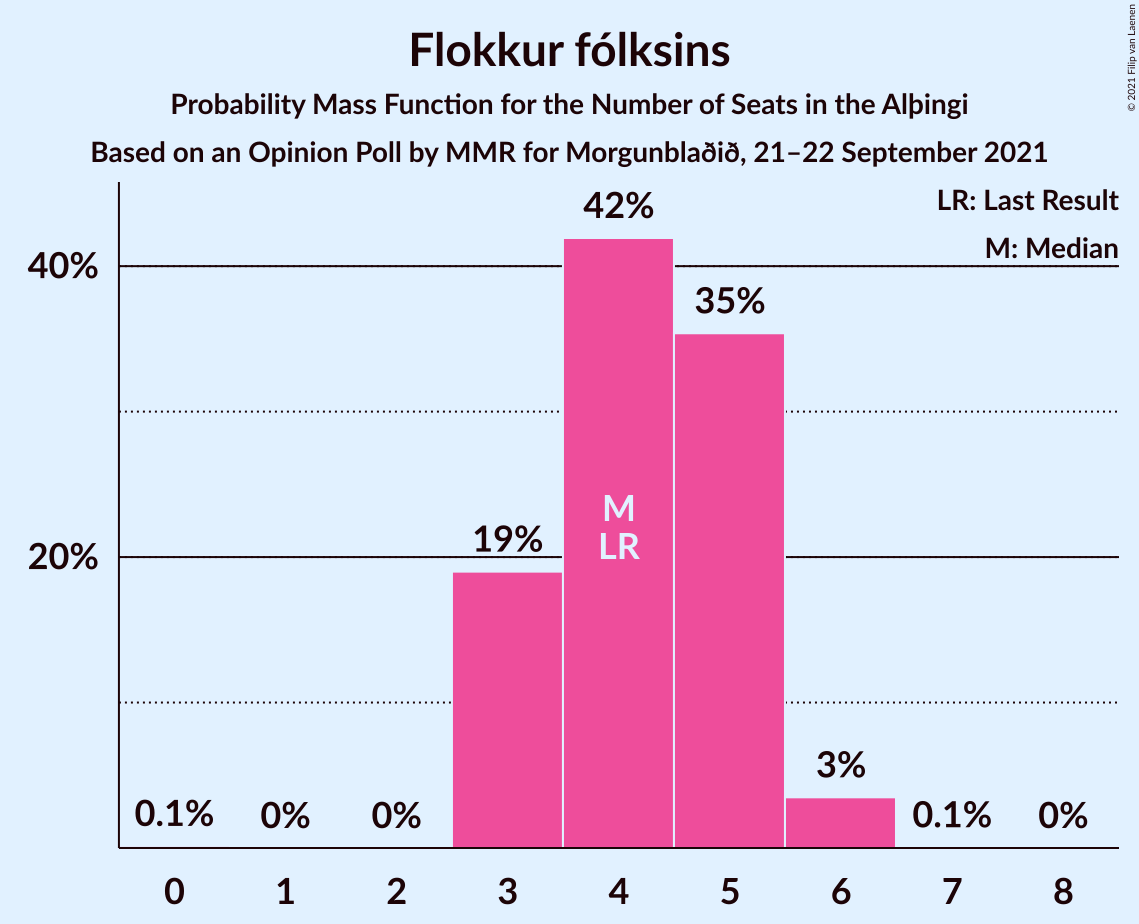 Flokkur fólksins
Probability Mass Function for the Number of Seats in the Alþingi
Based on an Opinion Poll by MMR for Morgunblaðið, 21–22 September 2021
© 2021 Filip van Laenen
LR: Last Result
M: Median
40%
20%
0.1%
0%
0%
19%
42%
35%
3%
0.1%
0%
M
LR
0 1 2 3 4 5 6 7 8